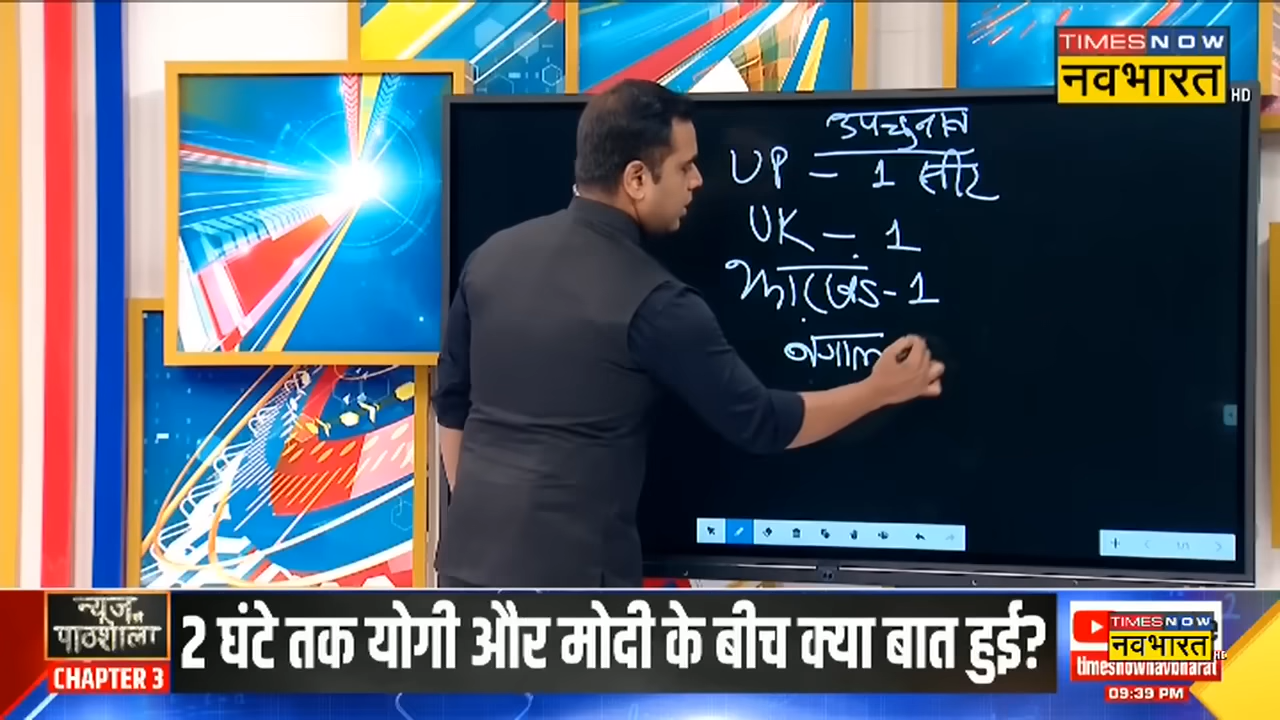 TIMES NOW
नवभारत
HD
उपचुनाव
UP - 1 सीट
UK - 1
झारखंड - 1
बंगाल
न्यूज़ की
पाठशाला
CHAPTER 3
2 घंटे तक योगी और मोदी के बीच क्या बात हुई?
TIMES NOW
नवभारत
timesnownavbharat
09:39 PM